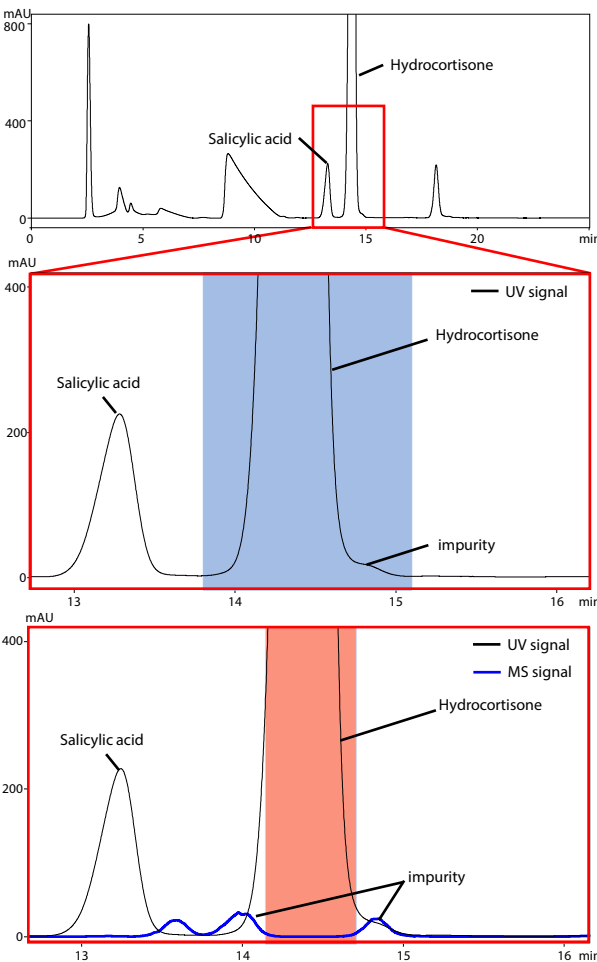 mAU
800
Hydrocortisone
400
Salicylic acid
0
0 5 10 15 20 min
mAU
400
UV signal
Hydrocortisone
Salicylic acid
200
impurity
0
13 14 15 16 min
mAU
400
UV signal
MS signal
Hydrocortisone
Salicylic acid
200
impurity
0
13 14 15 16 min